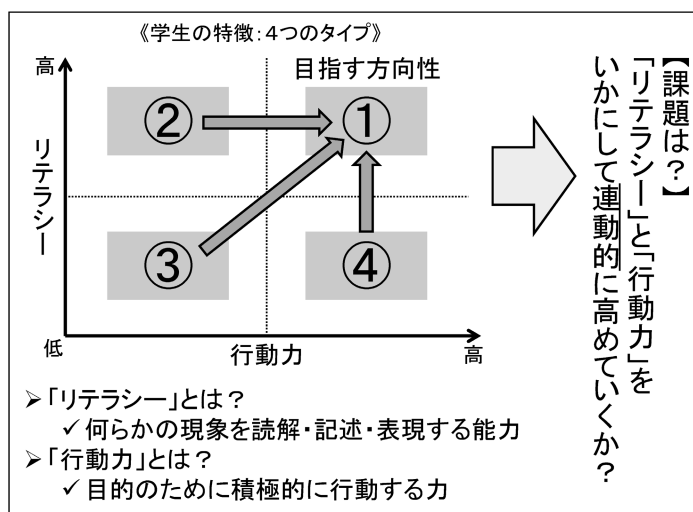 《学生の特徴:4つのタイプ》
高
目指す方向性
②
①
リテラシー
③
④
低
行動力
高
➢「リテラシー」とは?
✓何らかの現象を読解・記述・表現する能力
➢「行動力」とは?
✓目的のために積極的に行動する力
【課題は?】
「リテラシー」と「行動力」を
いかにして連動的に高めていくか?